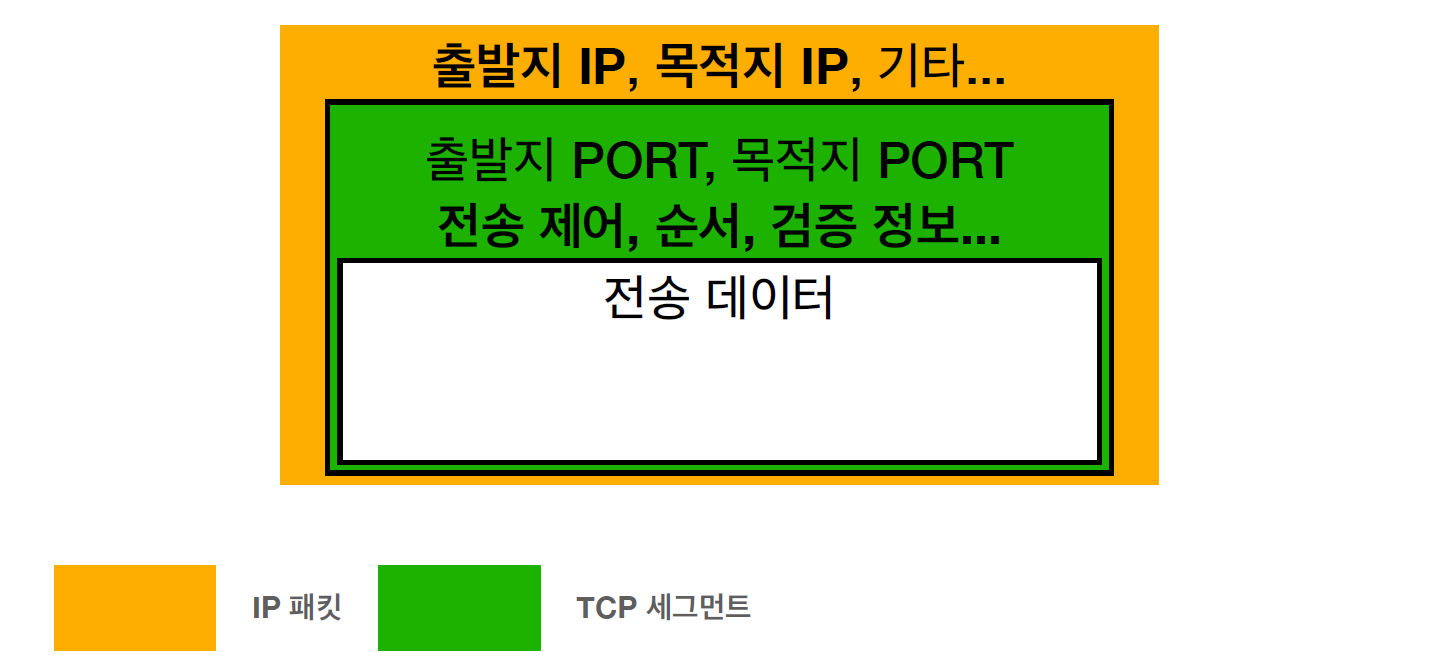 출발지 IP, 목적지 IP, 기타...
출발지 PORT, 목적지 PORT
전송 제어, 순서, 검증 정보...
전송 데이터
IP 패킷
TCP 세그먼트